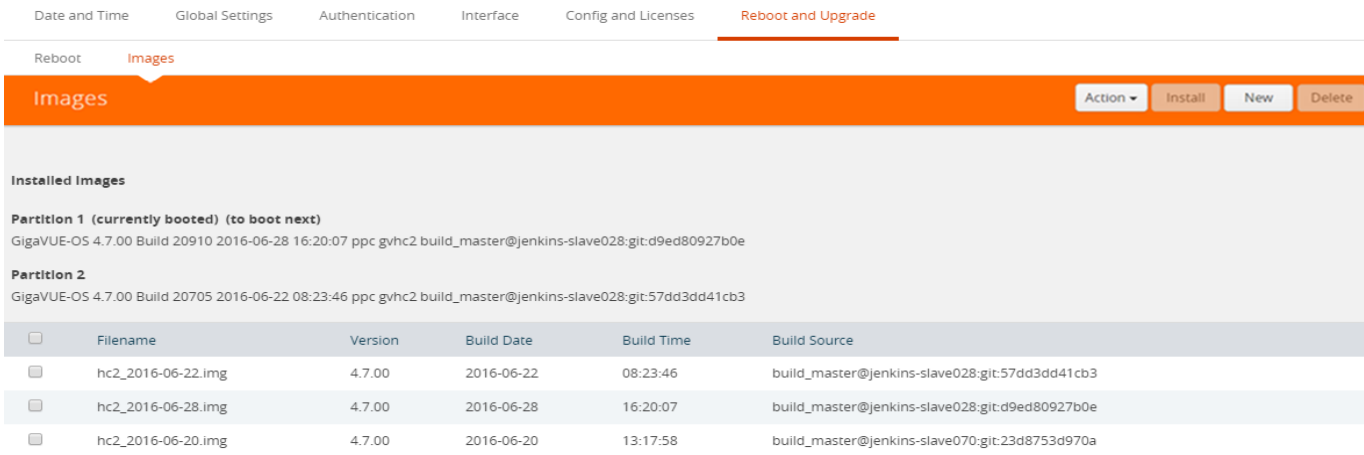 Date and Time Global Settings Authentication Interface Config and Licenses Reboot and Upgrade
Reboot Images
Images Action Install New Delete
Installed Images
Partition 1 (currently booted) (to boot next)
GigaVUE-OS 4.7.00 Build 20910 2016-06-28 16:20:07 ppc gvhc2 build_master@jenkins-slave028:git:d9ed80927b0e
Partition 2
GigaVUE-OS 4.7.00 Build 20705 2016-06-22 08:23:46 ppc gvhc2 build_master@jenkins-slave028:git:57dd3dd41cb3
Filename Version Build Date Build Time Build Source
hc2_2016-06-22.img 4.7.00 2016-06-22 08:23:46 build_master@jenkins-slave028:git:57dd3dd41cb3
hc2_2016-06-28.img 4.7.00 2016-06-28 16:20:07 build_master@jenkins-slave028:git:d9ed80927b0e
hc2_2016-06-20.img 4.7.00 2016-06-20 13:17:58 build_master@jenkins-slave070:git:23d8753d970a